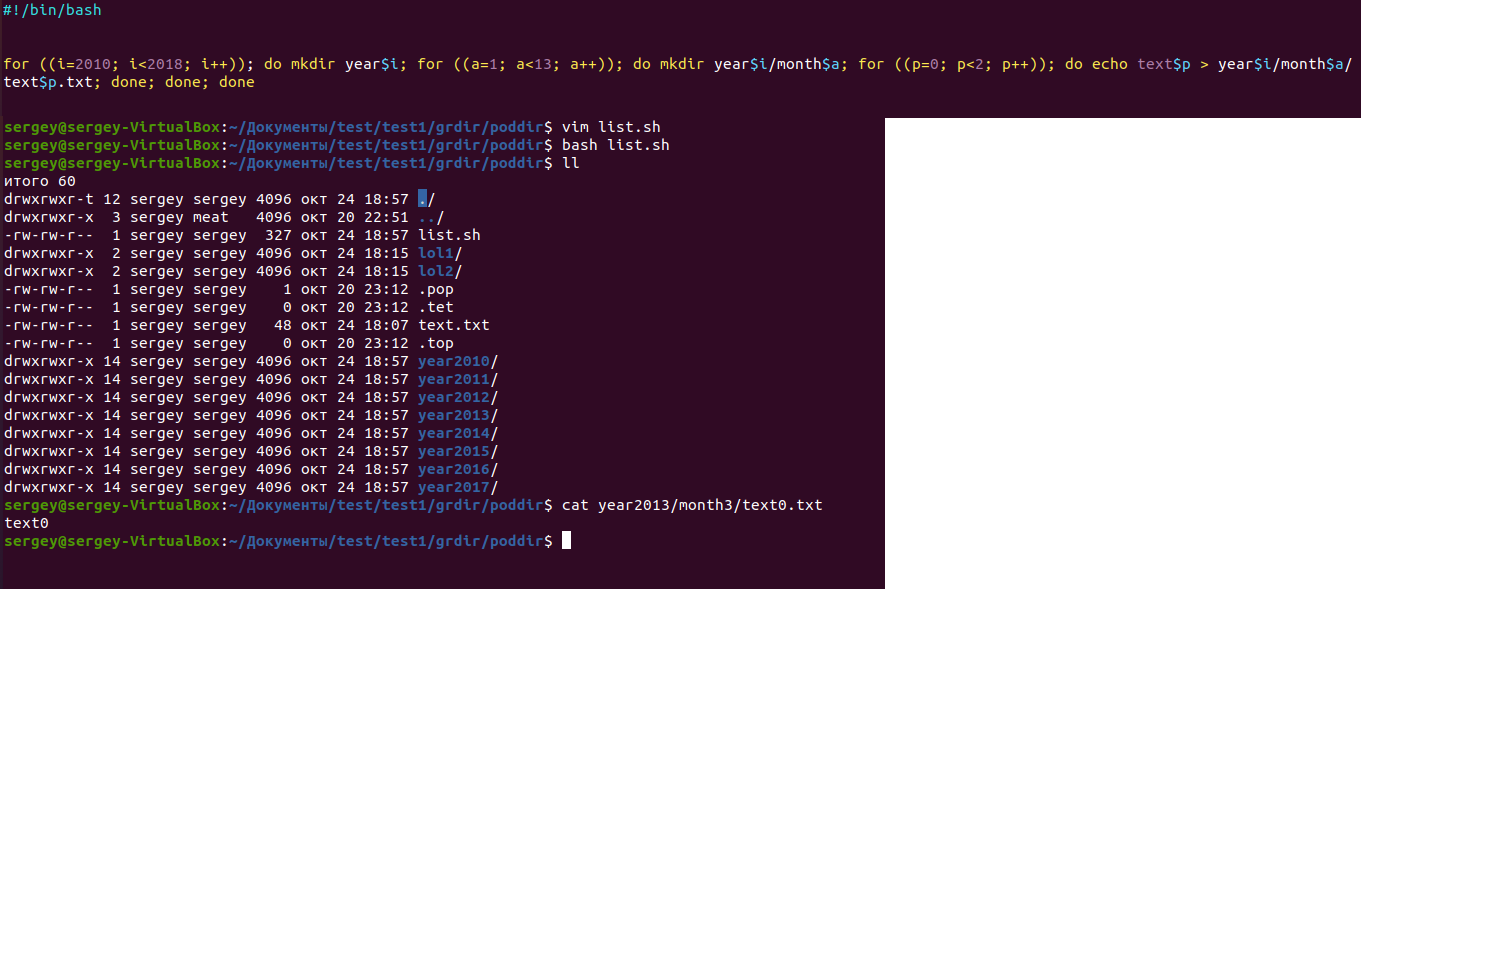 #!/bin/bash
for ((i=2010; i<2018; i++)); do mkdir year$i; for ((a=1; a<13; a++)); do mkdir year$i/month$a; for ((p=0; p<2; p++)); do echo text$p > year$i/month$a/
text$p.txt; done; done; done
sergey@sergey-VirtualBox:~/Документы/test/test1/grdir/poddir$ vim list.sh
sergey@sergey-VirtualBox:~/Документы/test/test1/grdir/poddir$ bash list.sh
sergey@sergey-VirtualBox:~/Документы/test/test1/grdir/poddir$ ll
итого 60
drwxrwxr-t 12 sergey sergey 4096 окт 24 18:57 ./
drwxrwxr-x  3 sergey meat   4096 окт 20 22:51 ../
-rw-rw-r--  1 sergey sergey  327 окт 24 18:57 list.sh
drwxrwxr-x  2 sergey sergey 4096 окт 24 18:15 lol1/
drwxrwxr-x  2 sergey sergey 4096 окт 24 18:15 lol2/
-rw-rw-r--  1 sergey sergey    1 окт 20 23:12 .pop
-rw-rw-r--  1 sergey sergey    0 окт 20 23:12 .tet
-rw-rw-r--  1 sergey sergey   48 окт 24 18:07 text.txt
-rw-rw-r--  1 sergey sergey    0 окт 20 23:12 .top
drwxrwxr-x 14 sergey sergey 4096 окт 24 18:57 year2010/
drwxrwxr-x 14 sergey sergey 4096 окт 24 18:57 year2011/
drwxrwxr-x 14 sergey sergey 4096 окт 24 18:57 year2012/
drwxrwxr-x 14 sergey sergey 4096 окт 24 18:57 year2013/
drwxrwxr-x 14 sergey sergey 4096 окт 24 18:57 year2014/
drwxrwxr-x 14 sergey sergey 4096 окт 24 18:57 year2015/
drwxrwxr-x 14 sergey sergey 4096 окт 24 18:57 year2016/
drwxrwxr-x 14 sergey sergey 4096 окт 24 18:57 year2017/
sergey@sergey-VirtualBox:~/Документы/test/test1/grdir/poddir$ cat year2013/month3/text0.txt
text0
sergey@sergey-VirtualBox:~/Документы/test/test1/grdir/poddir$